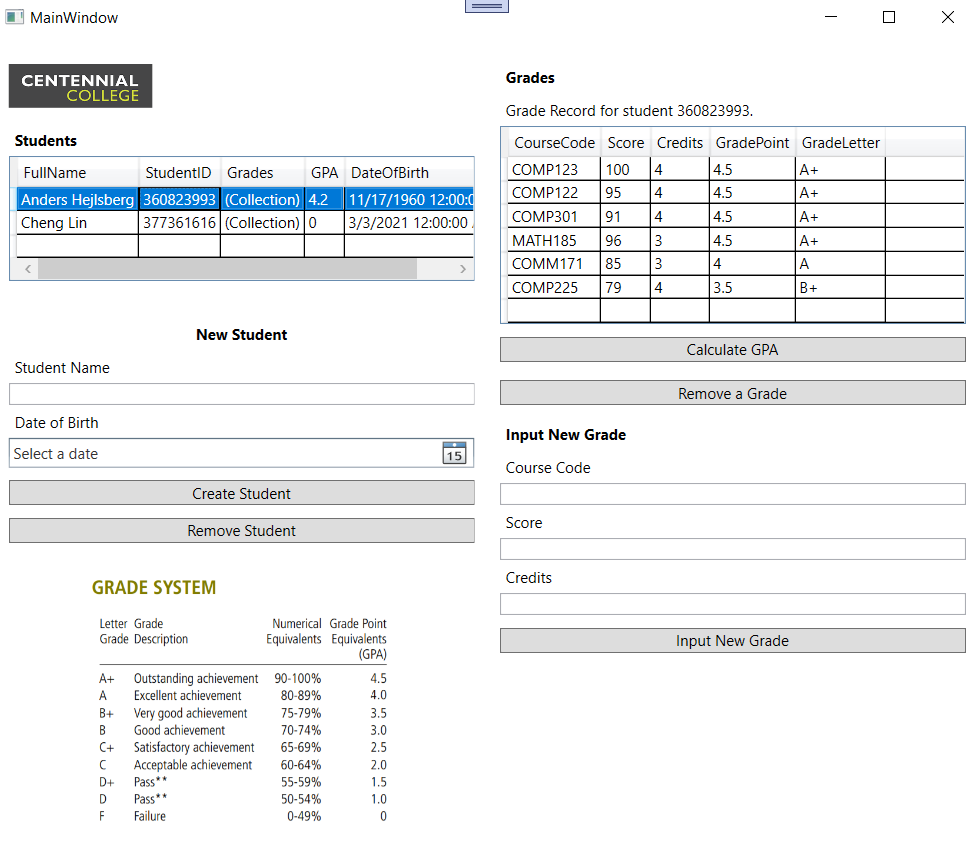 MainWindow
CENTENNIAL
COLLEGE
Students
FullName StudentID Grades GPA DateOfBirth
Anders Hejlsberg 360823993 (Collection) 4.2 11/17/1960 12:00:0
Cheng Lin 377361616 (Collection) 0 3/3/2021 12:00:00
New Student
Student Name
Date of Birth
Select a date 15
Create Student
Remove Student
GRADE SYSTEM
Letter Grade Numerical Grade Point
Grade Description Equivalents Equivalents
(GPA)
A+ Outstanding achievement 90-100% 4.5
A Excellent achievement 80-89% 4.0
B+ Very good achievement 75-79% 3.5
B Good achievement 70-74% 3.0
C+ Satisfactory achievement 65-69% 2.5
C Acceptable achievement 60-64% 2.0
D+ Pass** 55-59% 1.5
D Pass** 50-54% 1.0
F Failure 0-49% 0
Grades
Grade Record for student 360823993.
CourseCode Score Credits GradePoint GradeLetter
COMP123 100 4 4.5 A+
COMP122 95 4 4.5 A+
COMP301 91 4 4.5 A+
MATH185 96 3 4.5 A+
COMM171 85 3 4 A
COMP225 79 4 3.5 B+
Calculate GPA
Remove a Grade
Input New Grade
Course Code
Score
Credits
Input New Grade